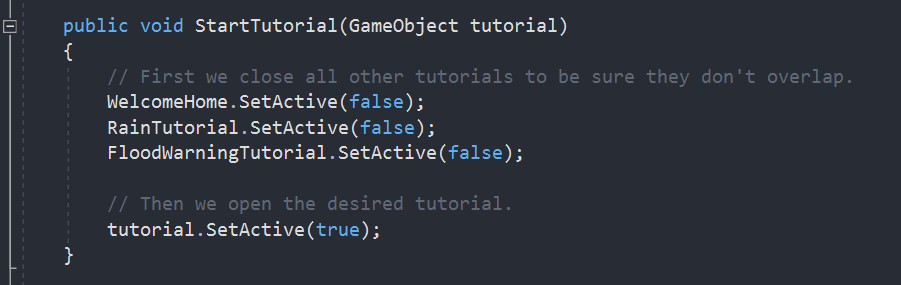 public void StartTutorial(GameObject tutorial)
{
// First we close all other tutorials to be sure they don't overlap.
WelcomeHome.SetActive(false);
RainTutorial.SetActive(false);
FloodWarningTutorial.SetActive(false);
// Then we open the desired tutorial.
tutorial.SetActive(true);
}